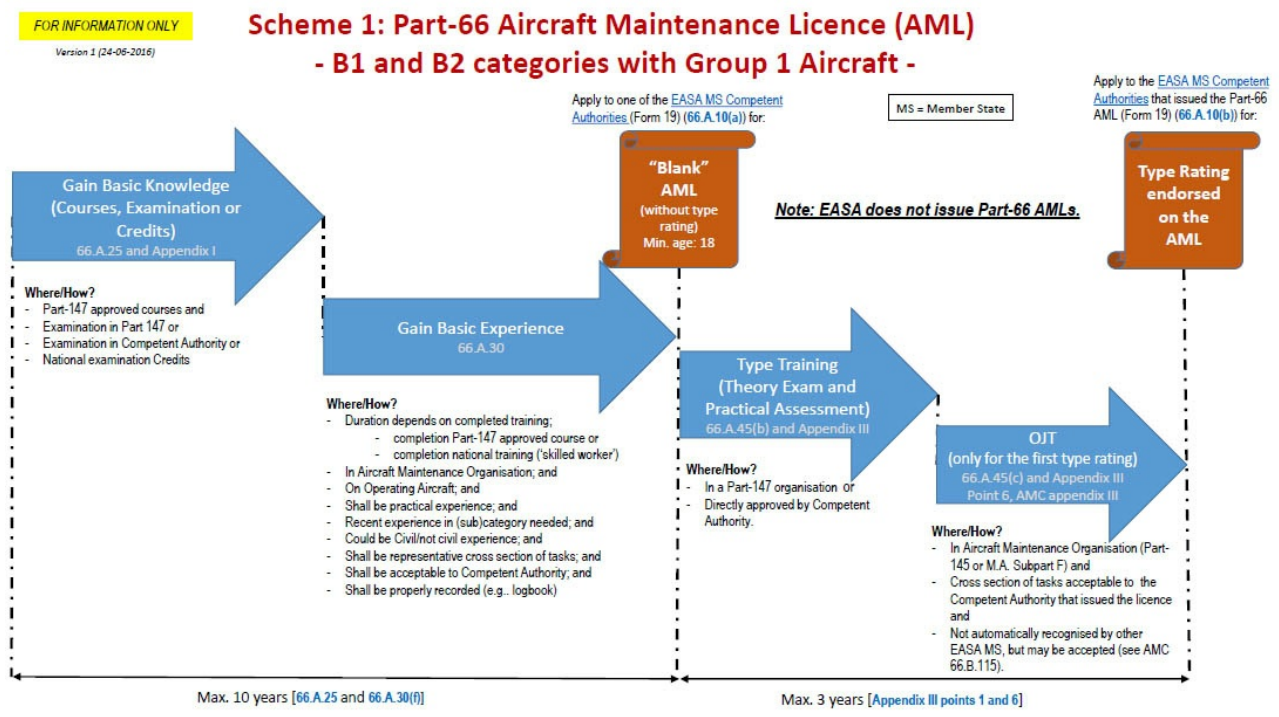 FOR INFORMATION ONLY
Version 1 (24-06-2016)
Scheme 1: Part-66 Aircraft Maintenance Licence (AML)
- B1 and B2 categories with Group 1 Aircraft -
Apply to one of the EASA MS Competent
Authorities (Form 19) (66.A.10(a)) for:
MS = Member State
Apply to the EASA MS Competent
Authorities that issued the Part-66
AML (Form 19) (66.A.10(b)) for:
"Blank"
AML
(without type
rating)
Min. age: 18
Note: EASA does not issue Part-66 AMLs.
Type Rating
endorsed
on the
AML
Gain Basic Knowledge
(Courses, Examination or
Credits)
66.A.25 and Appendix I
Where/How?
- Part-147 approved courses and
- Examination in Part 147 or
- Examination in Competent Authority or
- National examination Credits
Gain Basic Experience
66.A.30
Where/How?
- Duration depends on completed training;
- completion Part-147 approved course or
- completion national training ('skilled worker')
- In Aircraft Maintenance Organisation; and
- On Operating Aircraft; and
- Shall be practical experience; and
- Recent experience in (sub)category needed; and
- Could be Civil/not civil experience; and
- Shall be representative cross section of tasks; and
- Shall be acceptable to Competent Authority; and
- Shall be properly recorded (e.g.. logbook)
Type Training
(Theory Exam and
Practical Assessment)
66.A.45(b) and Appendix III
Where/How?
- In a Part-147 organisation or
- Directly approved by Competent
Authority.
OJT
(only for the first type rating)
66.A.45(c) and Appendix III
Point 6, AMC appendix III
Where/How?
- In Aircraft Maintenance Organisation (Part-
145 or M.A. Subpart F) and
- Cross section of tasks acceptable to the
Competent Authority that issued the licence
and
- Not automatically recognised by other
EASA MS, but may be accepted (see AMC
66.B.115).
Max. 10 years [66.A.25 and 66.A.30(f)]
Max. 3 years [Appendix III points 1 and 6]